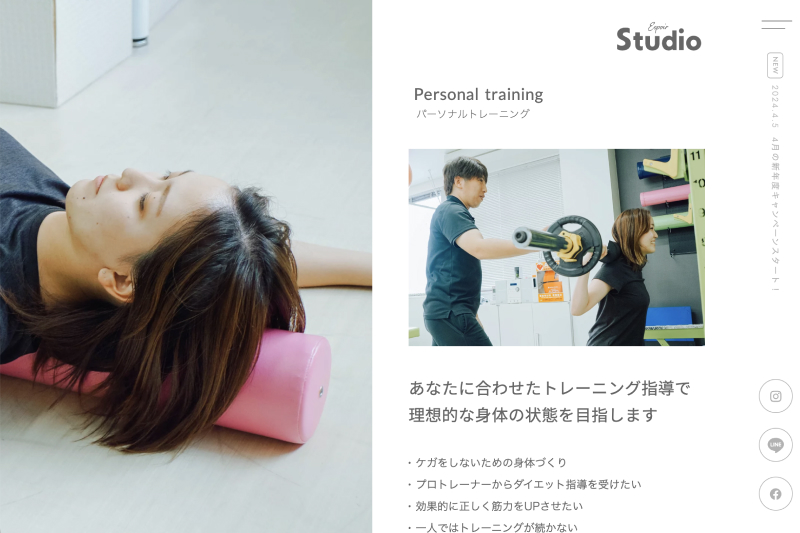 Espoir
Studio
Personal training
パーソナルトレーニング
11
あなたに合わせたトレーニング指導で
理想的な身体の状態を目指します
・ケガをしないための身体づくり
・プロトレーナーからダイエット指導を受けたい
・効果的に正しく筋力をUPさせたい
・一人ではトレーニングが続かない
NEW
2024.4.5 4月の新年度キャンペーンスタート！
LINE